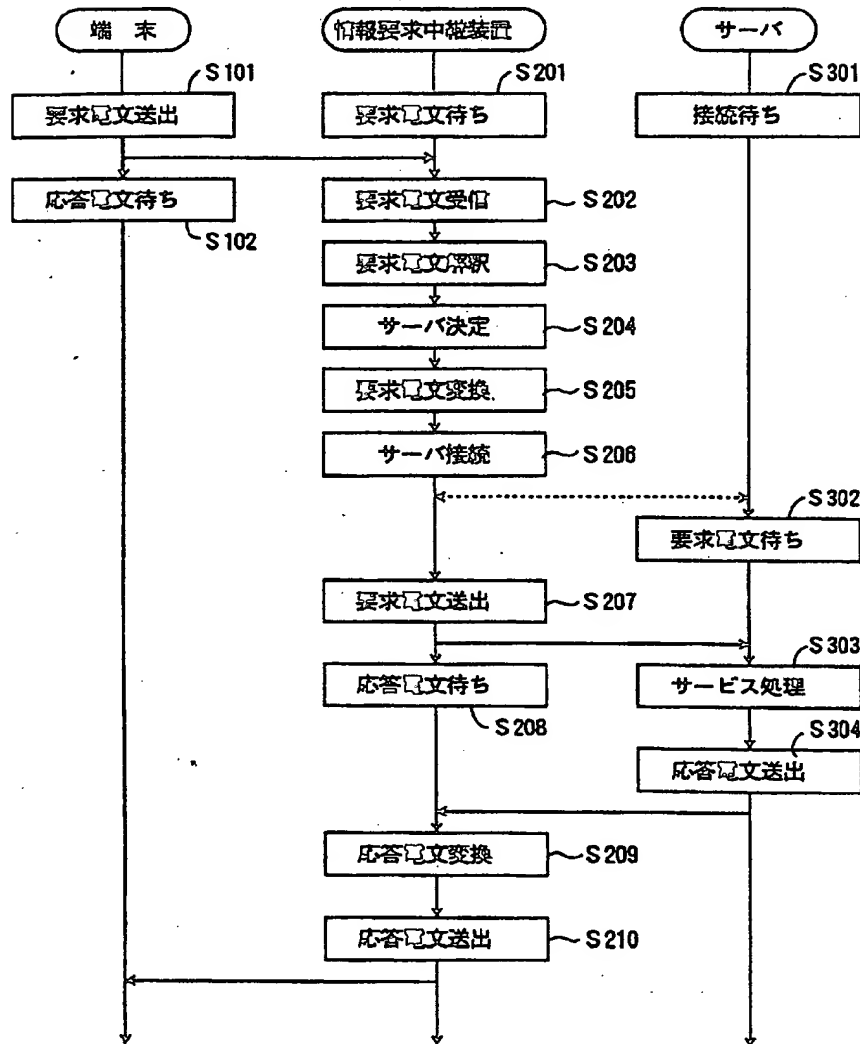 端 末
情報要求中継装置
サーバ
S101
S201
S301
要求電文送出
要求電文待ち
接続待ち
応答電文待ち
S102
要求電文受信
S202
要求電文解釈
S203
サーバ決定
S204
要求電文変換
S205
サーバ接続
S206
S302
要求電文待ち
要求電文送出
S207
S303
応答電文待ち
サービス処理
S208
S304
応答電文送出
応答電文変換
S209
応答電文送出
S210